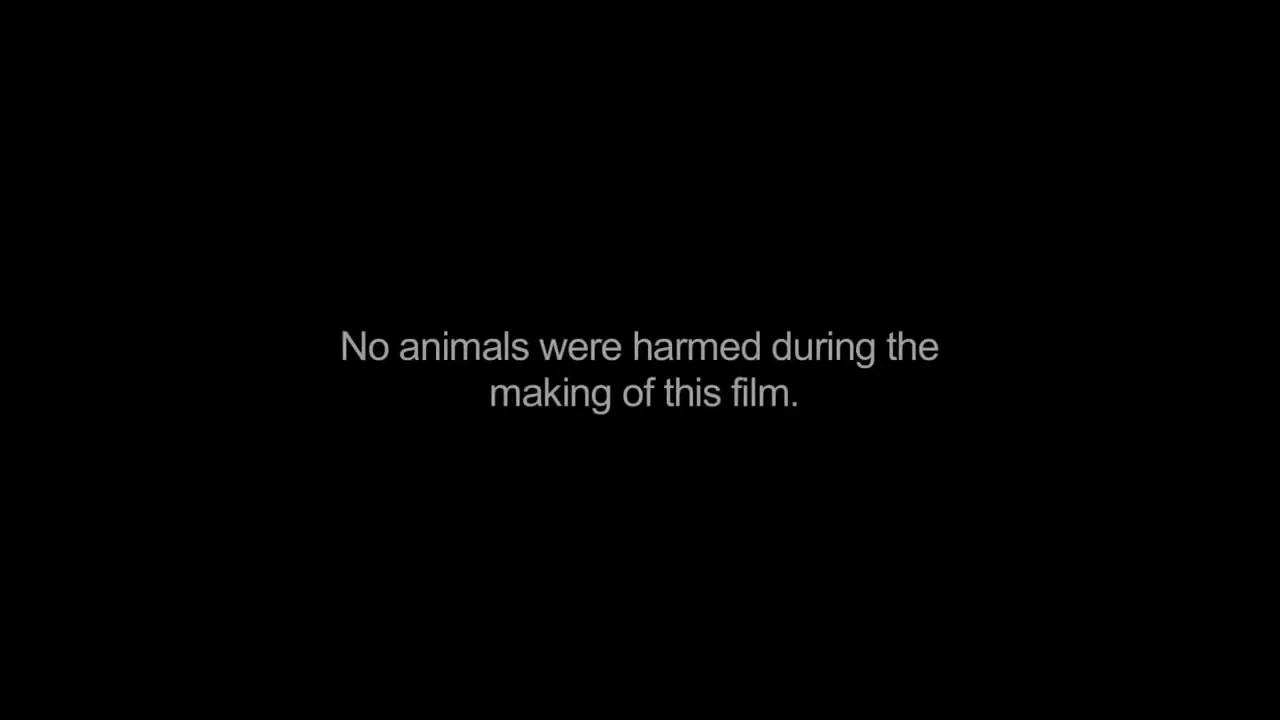 No animals were harmed during the
making of this film.